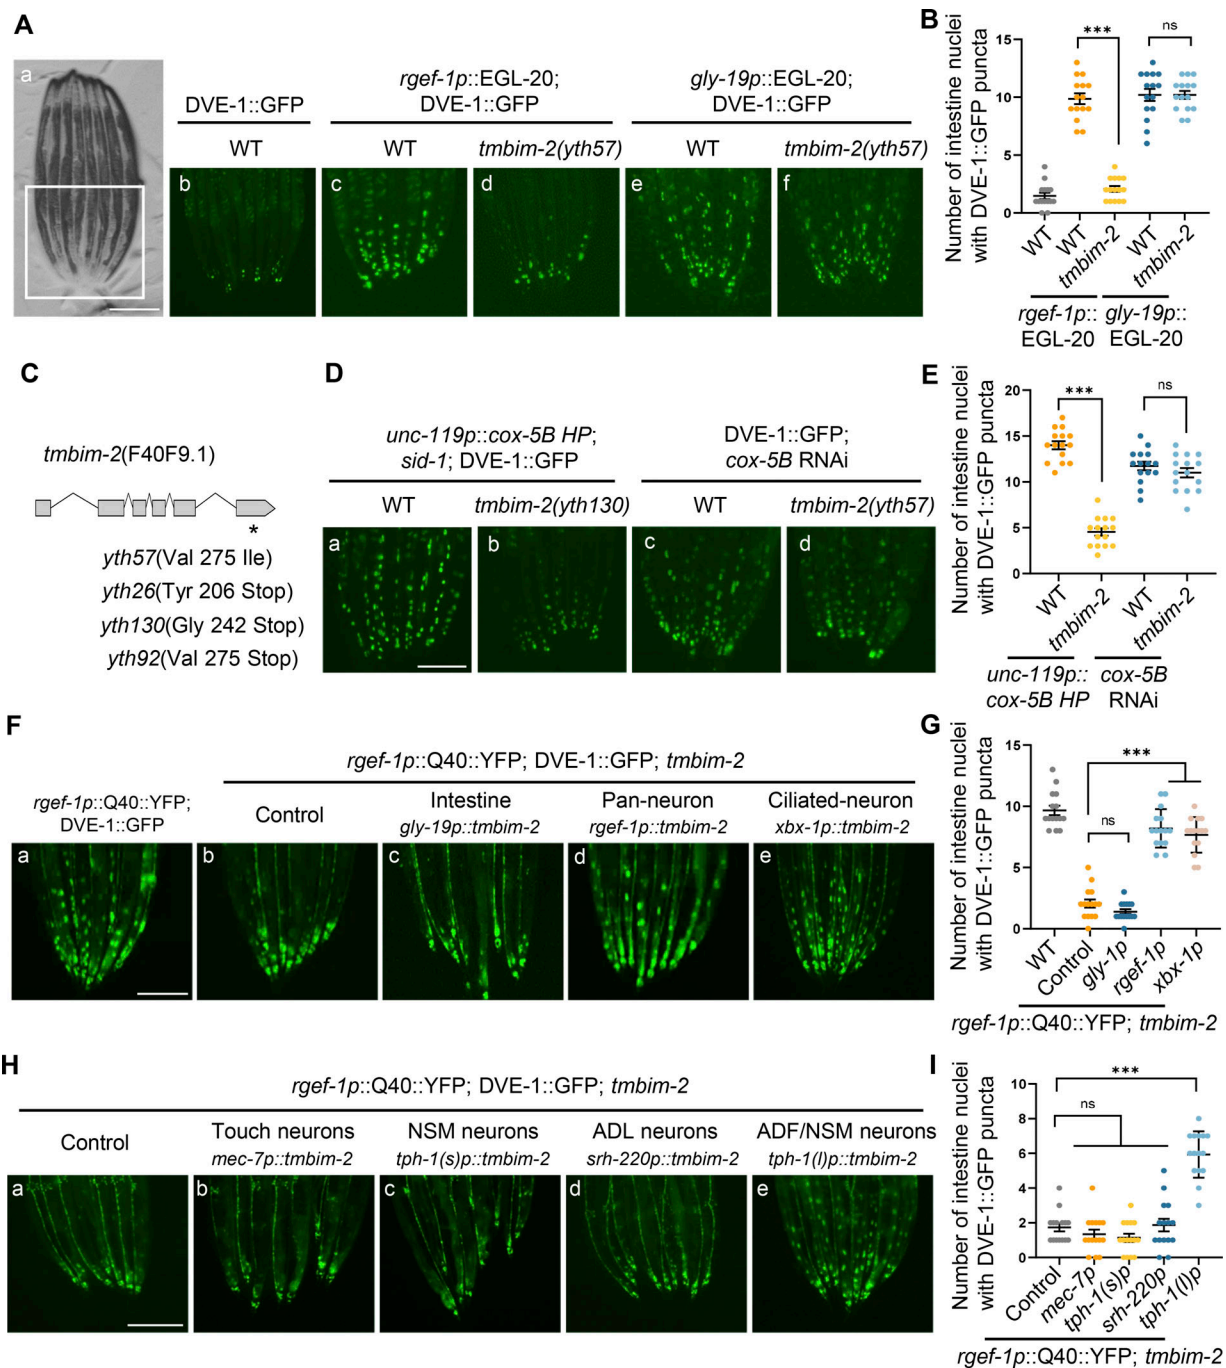 A
a
DVE-1::GFP
WT
b
rgef-1p::EGL-20;
DVE-1::GFP
WT
tmbim-2(yth57)
c
d
gly-19p::EGL-20;
DVE-1::GFP
WT
tmbim-2(yth57)
e
f
B
Number of intestine nuclei
with DVE-1::GFP puncta
15
10
5
0
***
ns
WT
WT
tmbim-2
WT
tmbim-2
rgef-1p::
EGL-20
gly-19p::
EGL-20
C
tmbim-2(F40F9.1)
*
yth57(Val 275 Ile)
yth26(Tyr 206 Stop)
yth130(Gly 242 Stop)
yth92(Val 275 Stop)
D
unc-119p::cox-5B HP;
sid-1; DVE-1::GFP
WT
tmbim-2(yth130)
a
b
DVE-1::GFP;
cox-5B RNAi
WT
tmbim-2(yth57)
c
d
E
Number of intestine nuclei
with DVE-1::GFP puncta
20
15
10
5
0
***
ns
WT
tmbim-2
WT
tmbim-2
unc-119p::
cox-5B HP
cox-5B
RNAi
F
rgef-1p::Q40::YFP;
DVE-1::GFP
a
rgef-1p::Q40::YFP; DVE-1::GFP; tmbim-2
Control
b
Intestine
gly-19p::tmbim-2
c
Pan-neuron
rgef-1p::tmbim-2
d
Ciliated-neuron
xbx-1p::tmbim-2
e
G
Number of intestine nuclei
with DVE-1::GFP puncta
15
10
5
0
***
ns
WT
Control
gly-1p
rgef-1p
xbx-1p
rgef-1p::Q40::YFP; tmbim-2
H
rgef-1p::Q40::YFP; DVE-1::GFP; tmbim-2
Control
a
Touch neurons
mec-7p::tmbim-2
b
NSM neurons
tph-1(s)p::tmbim-2
c
ADL neurons
srh-220p::tmbim-2
d
ADF/NSM neurons
tph-1(l)p::tmbim-2
e
I
Number of intestine nuclei
with DVE-1::GFP puncta
10
8
6
4
2
0
***
ns
Control
mec-7p
tph-1(s)p
srh-220p
tph-1(l)p
rgef-1p::Q40::YFP; tmbim-2